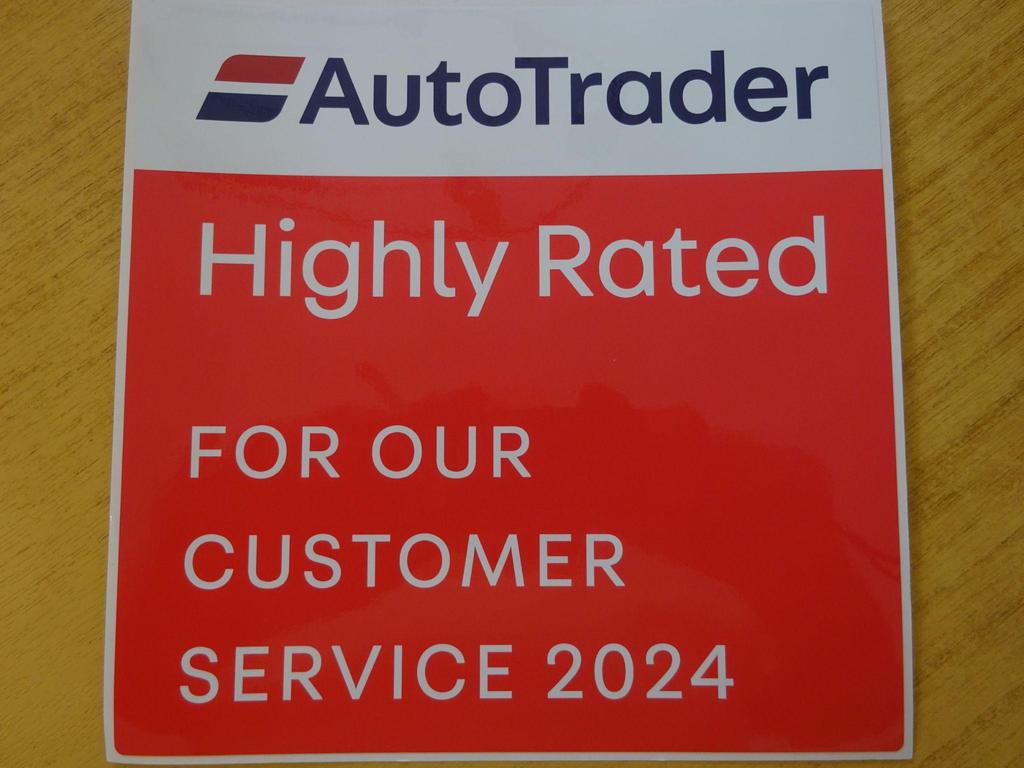 AutoTrader
Highly Rated
FOR OUR
CUSTOMER
SERVICE 2024